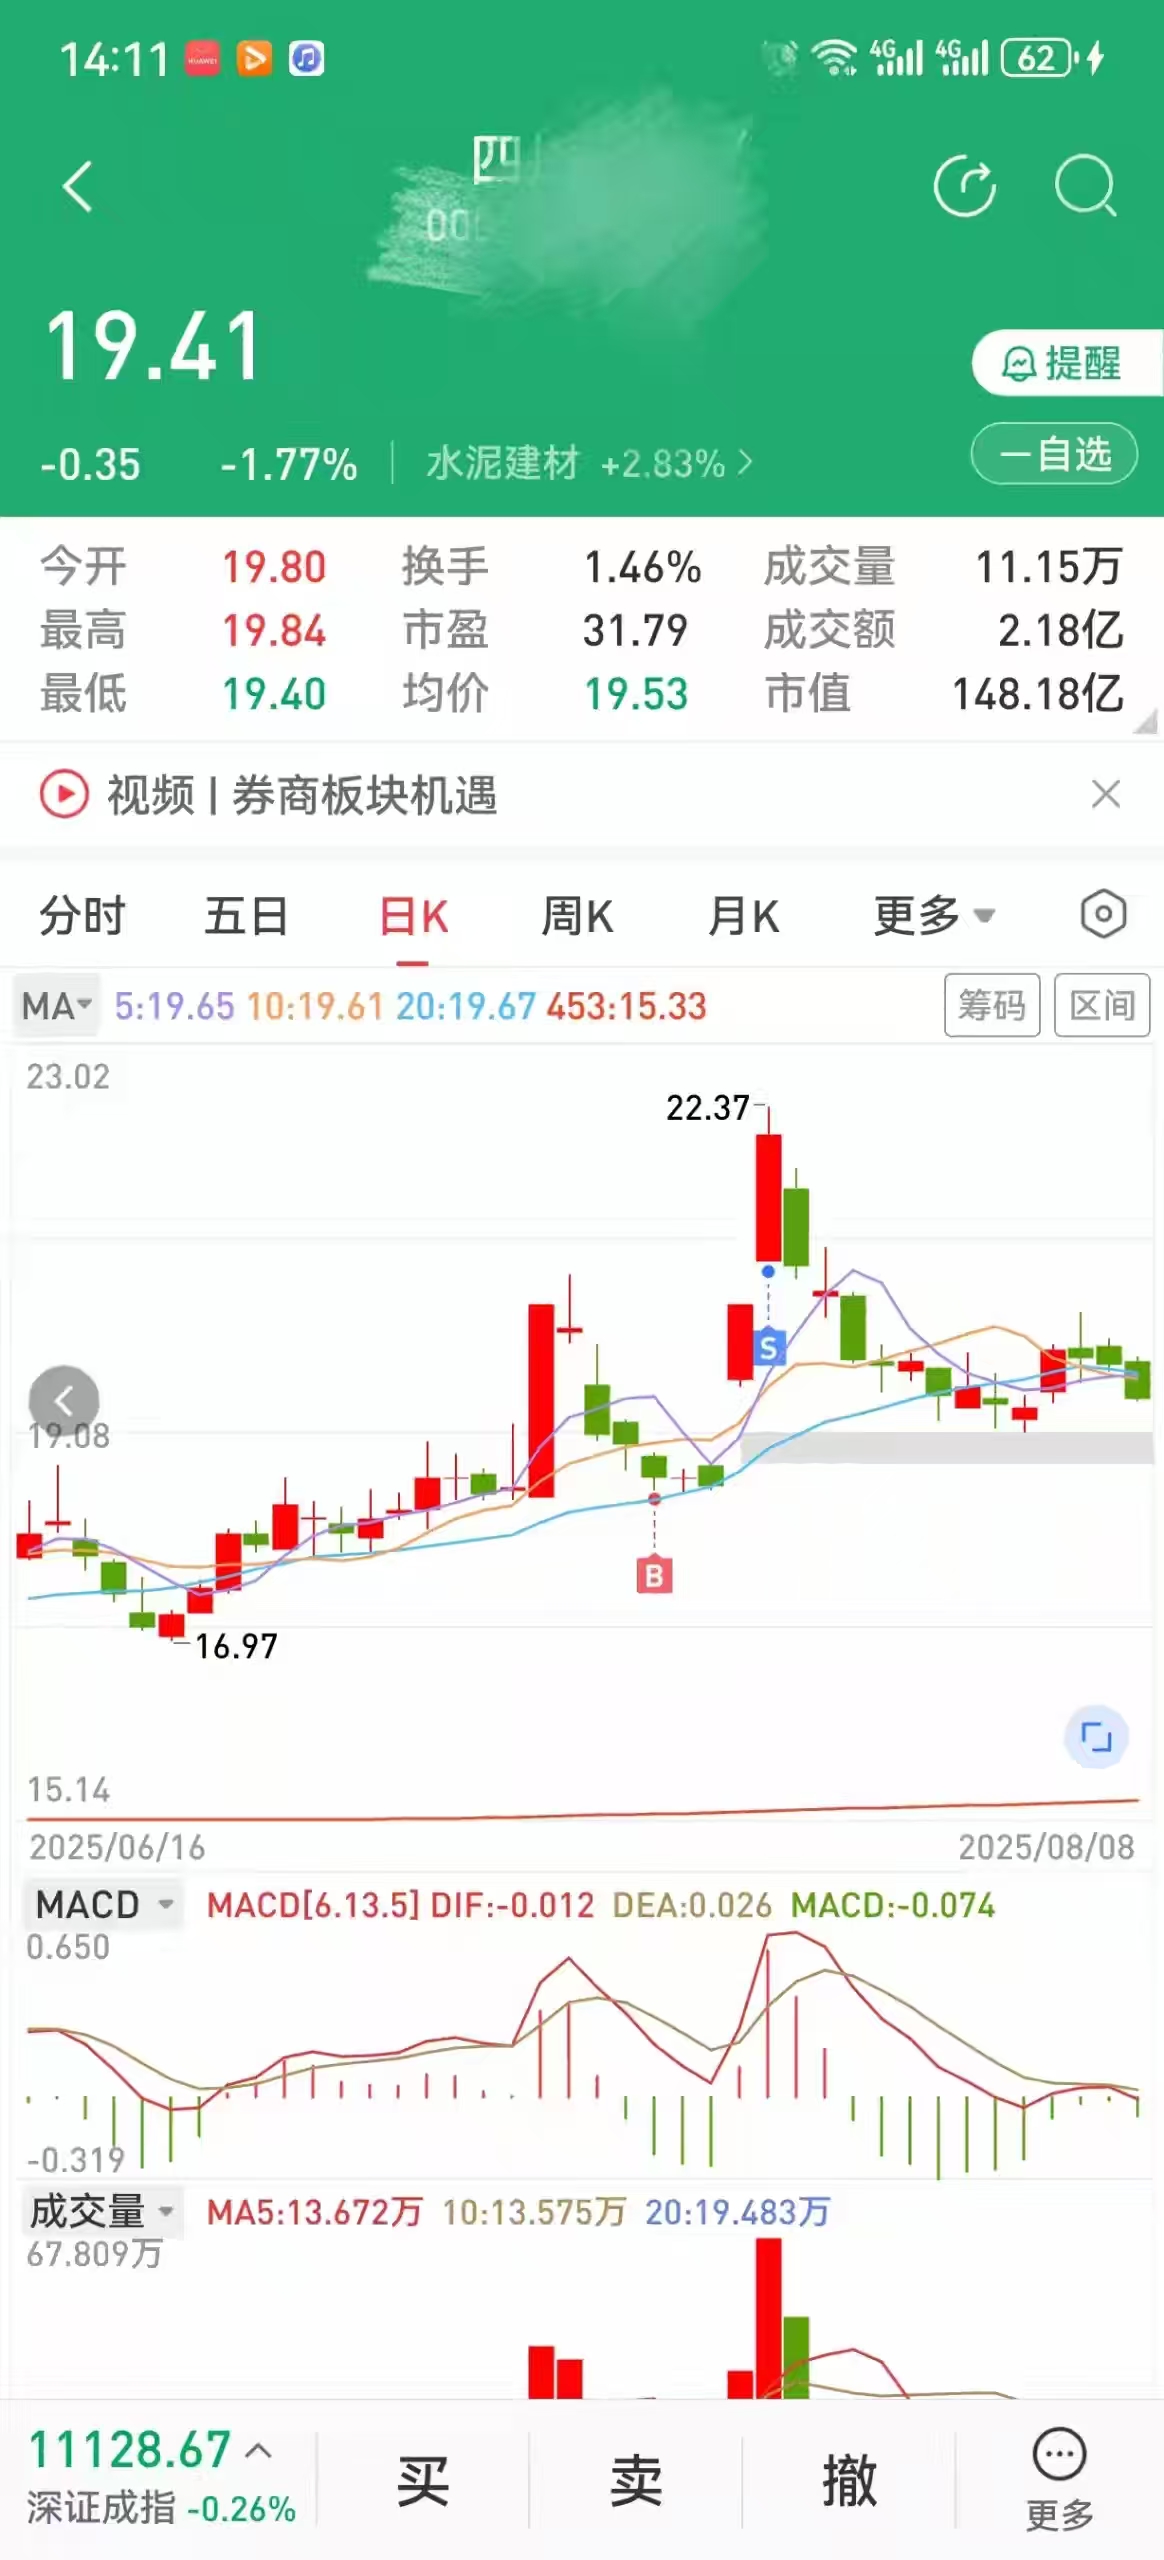 14:11 HUAWEI 4G 4G 62
四
00
19.41
提醒
-0.35 -1.77% 水泥建材 +2.83%
一自选
今开 19.80 换手 1.46% 成交量 11.15万
最高 19.84 市盈 31.79 成交额 2.18亿
最低 19.40 均价 19.53 市值 148.18亿
视频 | 券商板块机遇
分时 五日 日K 周K 月K 更多
MA 5:19.65 10:19.61 20:19.67 453:15.33 筹码 区间
23.02
22.37
S
19.08
B
16.97
15.14
2025/06/16 2025/08/08
MACD MACD[6.13.5] DIF:-0.012 DEA:0.026 MACD:-0.074
0.650
-0.319
成交量 MA5:13.672万 10:13.575万 20:19.483万
67.809万
11128.67 买 卖 撤
深证成指 -0.26% 更多